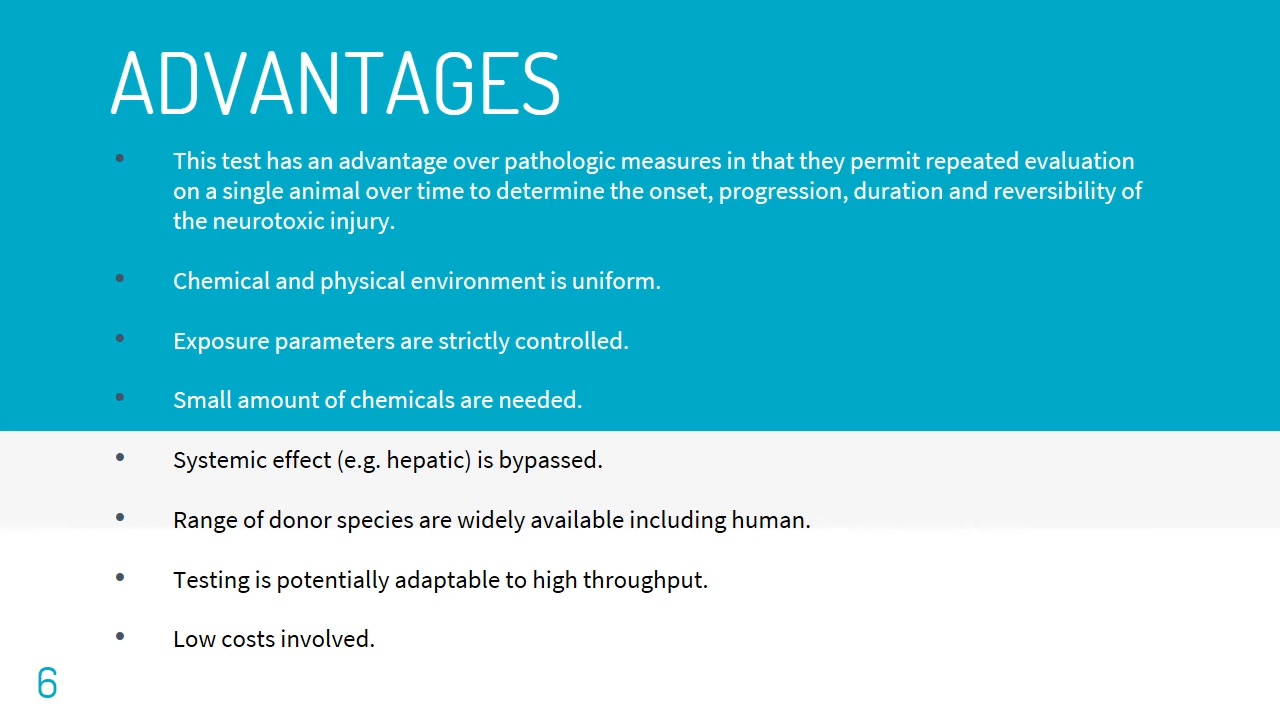 ADVANTAGES
• This test has an advantage over pathologic measures in that they permit repeated evaluation
on a single animal over time to determine the onset, progression, duration and reversibility of
the neurotoxic injury.
• Chemical and physical environment is uniform.
• Exposure parameters are strictly controlled.
• Small amount of chemicals are needed.
• Systemic effect (e.g. hepatic) is bypassed.
• Range of donor species are widely available including human.
• Testing is potentially adaptable to high throughput.
• Low costs involved.
6